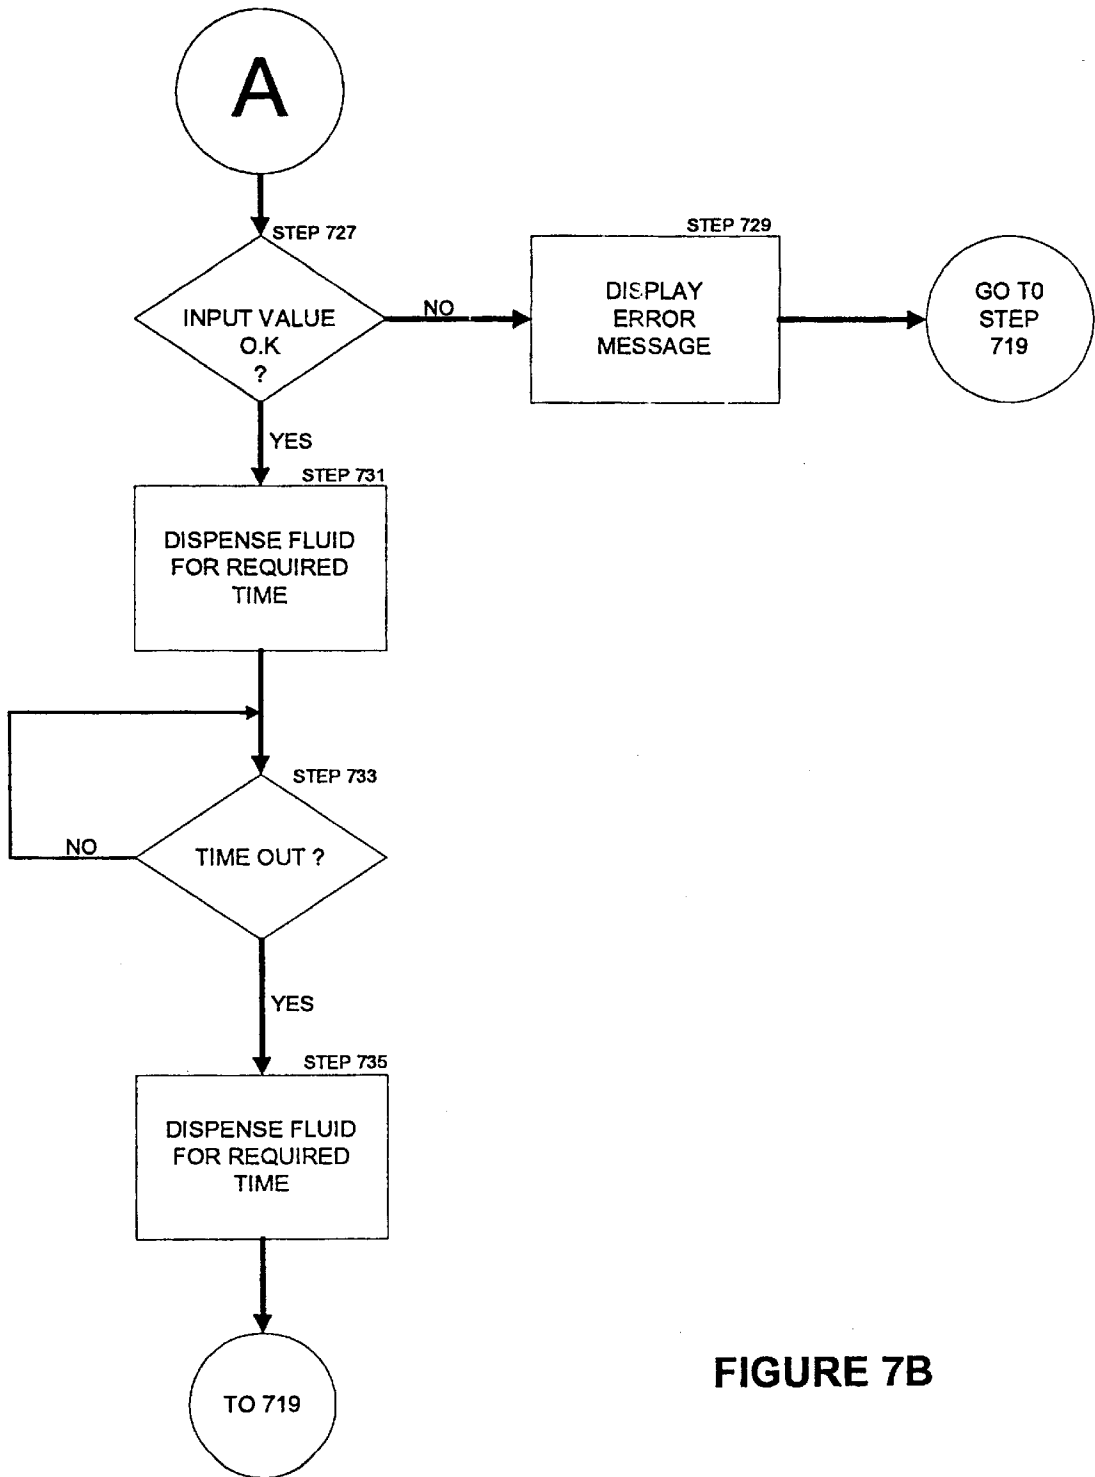 A
STEP 727
INPUT VALUE
O.K
?
NO
STEP 729
DISPLAY
ERROR
MESSAGE
GO T0
STEP
719
YES
STEP 731
DISPENSE FLUID
FOR REQUIRED
TIME
STEP 733
TIME OUT ?
NO
YES
STEP 735
DISPENSE FLUID
FOR REQUIRED
TIME
TO 719
FIGURE 7B